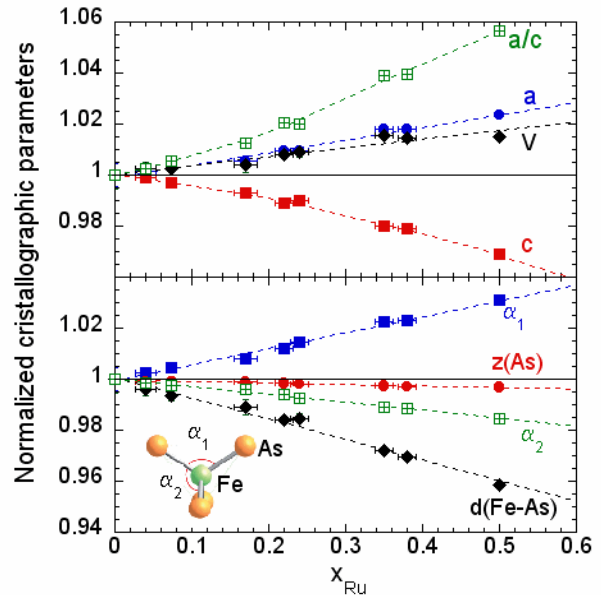 Normalized cristallographic parameters
1.06
1.04
1.02
1
0.98
a/c
a
V
c
1.02
1
0.98
0.96
0.94
α1
z(As)
α2
d(Fe-As)
α1
α2
As
Fe
0 0.1 0.2 0.3 0.4 0.5 0.6
xRu